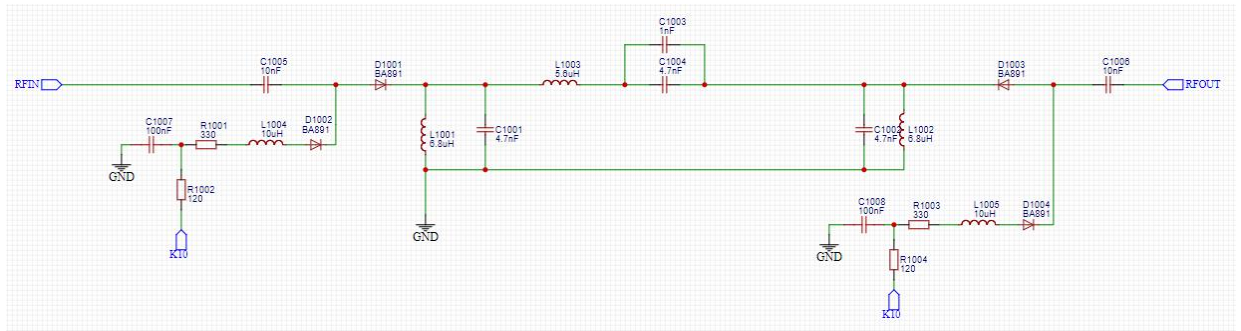 C1003
1nF
C1005
10nF
D1001
BA891
L1003
5.6uH
C1004
4.7nF
D1003
BA891
C1006
10nF
RFIN
RFOUT
C1007
100nF
R1001
330
L1004
10uH
D1002
BA891
L1001
6.8uH
C1001
4.7nF
C1002
4.7nF
L1002
6.8uH
GND
R1002
120
KT0
GND
C1008
100nF
R1003
330
L1005
10uH
D1004
BA891
GND
R1004
120
KT0